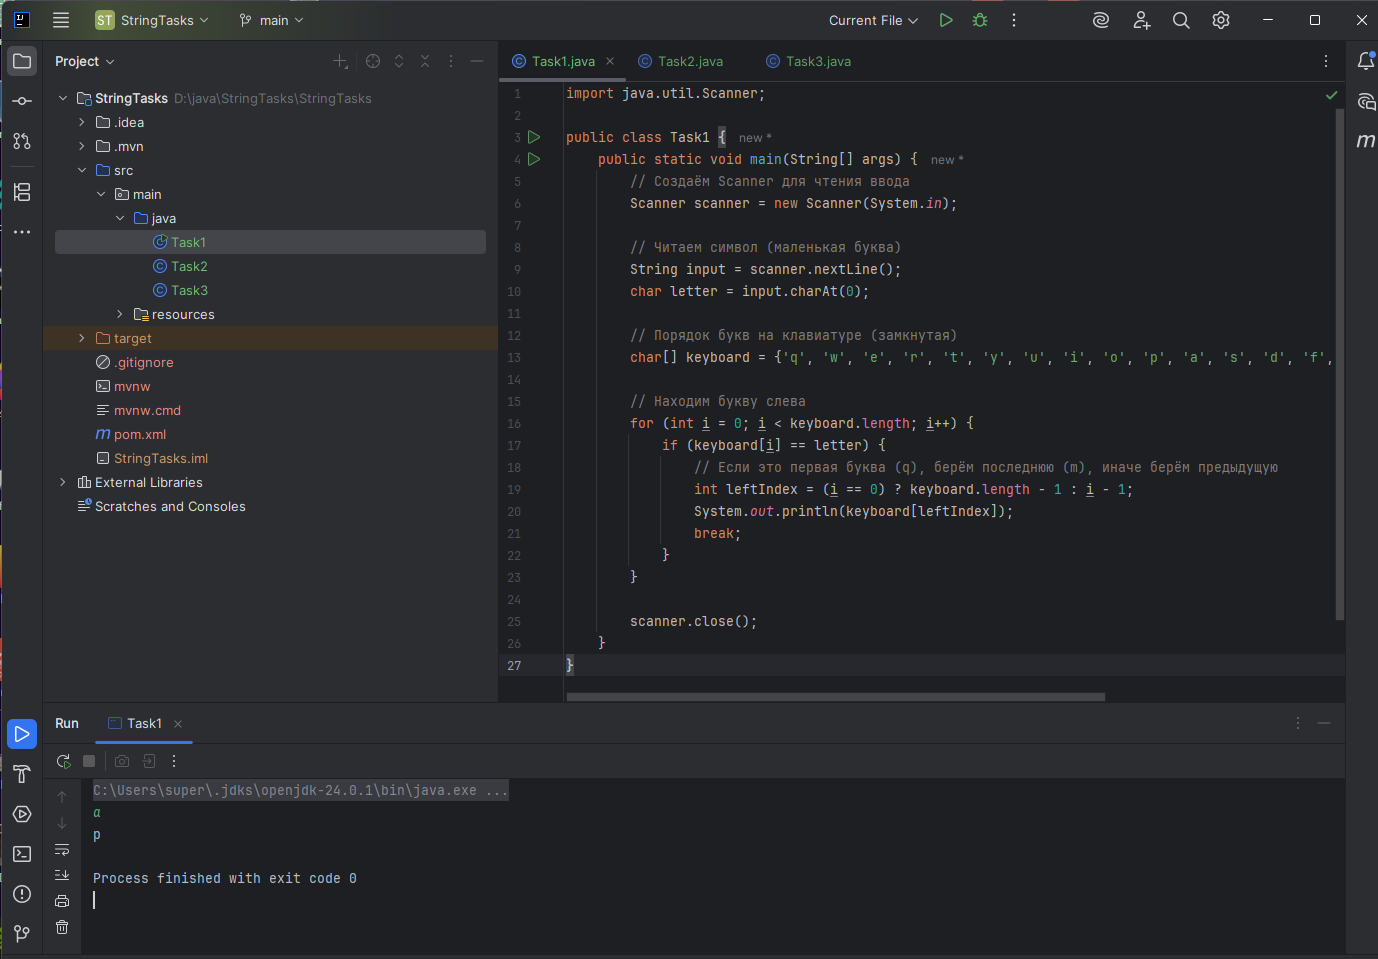 ST StringTasks main Current File
Project
Task1.java Task2.java Task3.java
StringTasks D:\java\StringTasks\StringTasks
.idea
.mvn
src
main
java
Task1
Task2
Task3
resources
target
.gitignore
mvnw
mvnw.cmd
m pom.xml
StringTasks.iml
External Libraries
Scratches and Consoles
1 import java.util.Scanner;
2
3 public class Task1 { new *
4 public static void main(String[] args) { new *
5 // Создаём Scanner для чтения ввода
6 Scanner scanner = new Scanner(System.in);
7
8 // Читаем символ (маленькая буква)
9 String input = scanner.nextLine();
10 char letter = input.charAt(0);
11
12 // Порядок букв на клавиатуре (замкнутая)
13 char[] keyboard = {'q', 'w', 'e', 'r', 't', 'y', 'u', 'i', 'o', 'p', 'a', 's', 'd', 'f',
14
15 // Находим букву слева
16 for (int i = 0; i < keyboard.length; i++) {
17 if (keyboard[i] == letter) {
18 // Если это первая буква (q), берём последнюю (m), иначе берём предыдущую
19 int leftIndex = (i == 0) ? keyboard.length - 1 : i - 1;
20 System.out.println(keyboard[leftIndex]);
21 break;
22 }
23 }
24
25 scanner.close();
26 }
27 }
m
Run Task1
C:\Users\super\.jdks\openjdk-24.0.1\bin\java.exe ...
a
p
Process finished with exit code 0